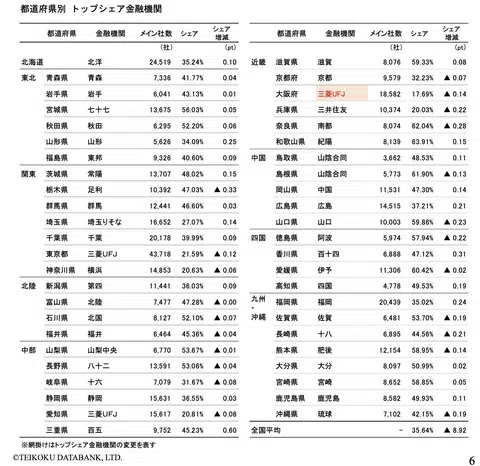 都道府県別 トップシェア金融機関
都道府県 金融機関 メイン社数 (社) シェア シェア増減 (pt)
北海道 北洋 24,519 35.24% 0.10
東北 青森県 青森 7,336 41.77% 0.04
岩手県 岩手 6,041 43.13% 0.01
宮城県 七十七 13,675 56.03% 0.05
秋田県 秋田 6,295 52.20% 0.06
山形県 山形 5,626 34.09% 0.25
福島県 東邦 9,326 40.60% 0.09
関東 茨城県 常陽 13,707 48.02% 0.15
栃木県 足利 10,392 47.03% ▲ 0.33
群馬県 群馬 12,441 46.60% 0.03
埼玉県 埼玉りそな 16,652 27.07% 0.14
千葉県 千葉 20,178 39.99% 0.09
東京都 三菱UFJ 43,718 21.59% ▲ 0.12
神奈川県 横浜 14,853 20.63% ▲ 0.06
北陸 新潟県 第四 11,441 36.03% 0.09
富山県 北陸 7,447 47.28% ▲ 0.00
石川県 北国 8,127 52.10% ▲ 0.07
福井県 福井 6,464 45.36% ▲ 0.04
中部 山梨県 山梨中央 6,770 53.67% ▲ 0.01
長野県 八十二 13,591 53.06% ▲ 0.04
岐阜県 十六 7,079 31.67% ▲ 0.08
静岡県 静岡 15,631 36.55% 0.03
愛知県 三菱UFJ 15,617 20.81% ▲ 0.08
三重県 百五 9,752 45.23% 0.60
※網掛けはトップシェア金融機関の変更を表す
都道府県 金融機関 メイン社数 (社) シェア シェア増減 (pt)
近畿 滋賀県 滋賀 8,076 59.33% 0.08
京都府 京都 9,579 32.23% ▲ 0.07
大阪府 三菱UFJ 18,582 17.69% ▲ 0.14
兵庫県 三井住友 10,374 20.03% ▲ 0.22
奈良県 南都 8,744 62.04% ▲ 0.28
和歌山県 紀陽 8,139 63.91% 0.15
中国 鳥取県 山陰合同 3,662 48.53% 0.11
島根県 山陰合同 5,773 61.90% ▲ 0.13
岡山県 中国 11,531 47.30% 0.14
広島県 広島 14,515 37.21% 0.21
山口県 山口 10,003 59.86% ▲ 0.23
四国 徳島県 阿波 5,974 57.94% ▲ 0.22
香川県 百十四 6,888 47.12% 0.31
愛媛県 伊予 11,306 60.42% ▲ 0.02
高知県 四国 4,778 49.53% 0.19
九州・沖縄 福岡県 福岡 20,439 35.02% 0.24
佐賀県 佐賀 6,481 53.70% ▲ 0.19
長崎県 十八 6,895 44.56% ▲ 0.21
熊本県 肥後 12,154 58.95% ▲ 0.14
大分県 大分 8,097 50.99% 0.02
宮崎県 宮崎 8,652 58.85% 0.05
鹿児島県 鹿児島 8,582 49.93% 0.11
沖縄県 琉球 7,102 42.15% ▲ 0.19
全国平均 – 35.64% ▲ 8.92
©TEIKOKU DATABANK, LTD.
6